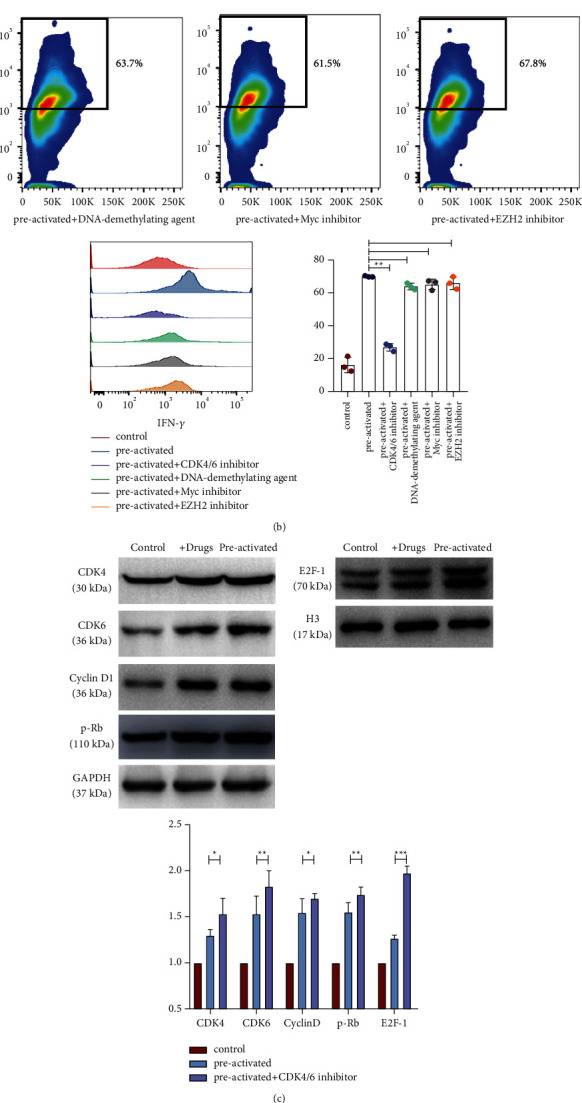 10⁵
10⁴
10³
10²
0
63.7%
0 50K 100K 150K 200K 250K
pre-activated+DNA-demethylating agent
10⁵
10⁴
10³
10²
0
61.5%
0 50K 100K 150K 200K 250K
pre-activated+Myc inhibitor
10⁵
10⁴
10³
10²
0
67.8%
0 50K 100K 150K 200K 250K
pre-activated+EZH2 inhibitor
0 10² 10³ 10⁴ 10⁵
IFN-γ
control
pre-activated
pre-activated+CDK4/6 inhibitor
pre-activated+DNA-demethylating agent
pre-activated+Myc inhibitor
pre-activated+EZH2 inhibitor
80
60
40
20
0
**
control
pre-activated
pre-activated+
CDK4/6 inhibitor
pre-activated+
DNA-demethylating agent
pre-activated+
Myc inhibitor
pre-activated+
EZH2 inhibitor
(b)
Control +Drugs Pre-activated
CDK4
(30 kDa)
CDK6
(36 kDa)
Cyclin D1
(36 kDa)
p-Rb
(110 kDa)
GAPDH
(37 kDa)
Control +Drugs Pre-activated
E2F-1
(70 kDa)
H3
(17 kDa)
2.5
2.0
1.5
1.0
0.5
* ** * ** ***
CDK4 CDK6 CyclinD p-Rb E2F-1
control
pre-activated
pre-activated+CDK4/6 inhibitor
(c)